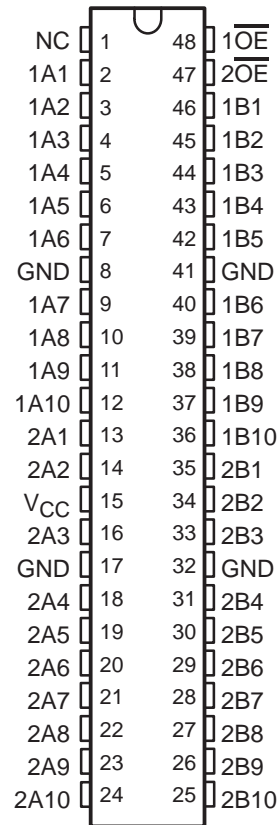 NC 1 48 1O̅E̅
1A1 2 47 2O̅E̅
1A2 3 46 1B1
1A3 4 45 1B2
1A4 5 44 1B3
1A5 6 43 1B4
1A6 7 42 1B5
GND 8 41 GND
1A7 9 40 1B6
1A8 10 39 1B7
1A9 11 38 1B8
1A10 12 37 1B9
2A1 13 36 1B10
2A2 14 35 2B1
VCC 15 34 2B2
2A3 16 33 2B3
GND 17 32 GND
2A4 18 31 2B4
2A5 19 30 2B5
2A6 20 29 2B6
2A7 21 28 2B7
2A8 22 27 2B8
2A9 23 26 2B9
2A10 24 25 2B10